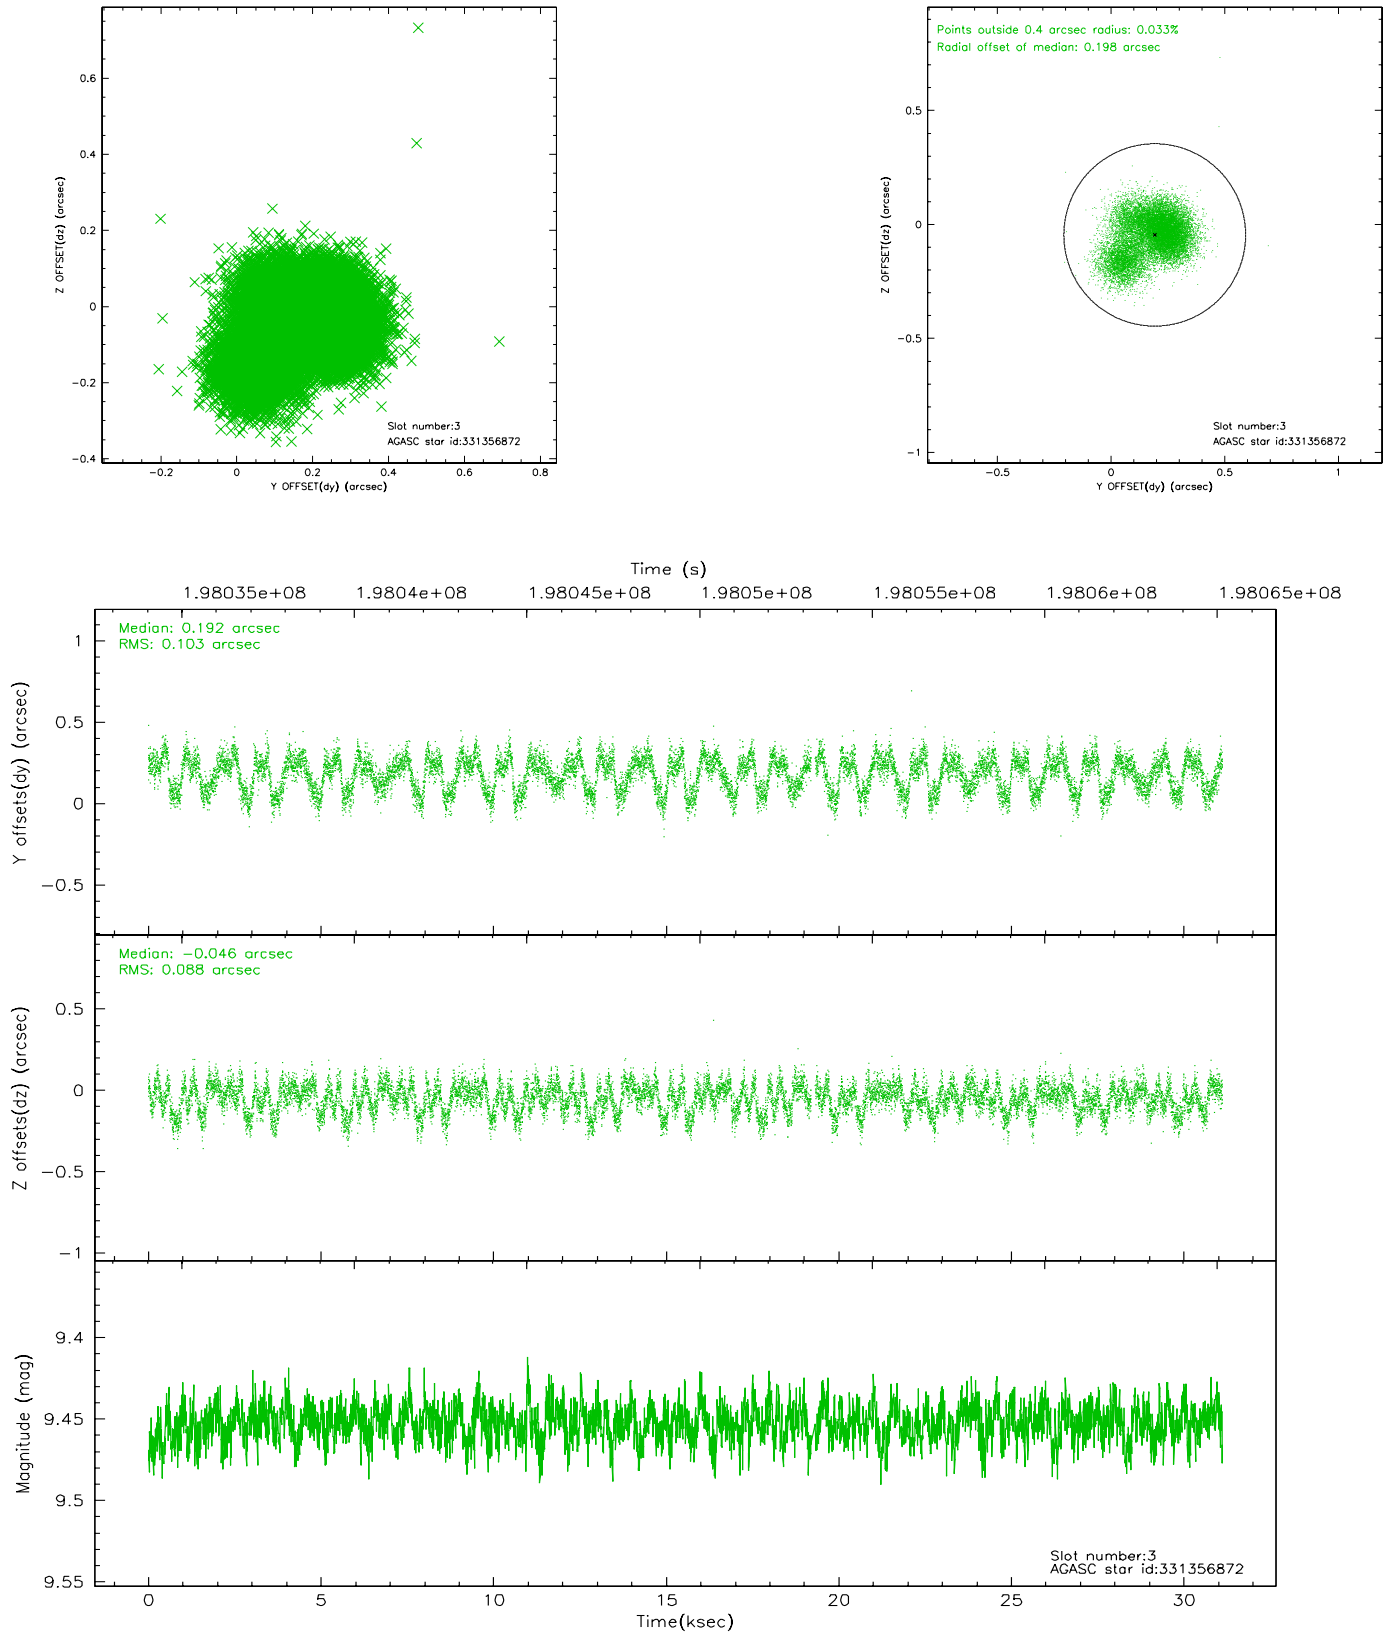 0.6
0.4
0.2
0
−0.2
−0.4
Z OFFSET(dz) (arcsec)
−0.2 0 0.2 0.4 0.6 0.8
Y OFFSET(dy) (arcsec)
Slot number:3
AGASC star id:331356872
Points outside 0.4 arcsec radius: 0.033%
Radial offset of median: 0.198 arcsec
0.5
0
−0.5
−1
Z OFFSET(dz) (arcsec)
−0.5 0 0.5 1
Y OFFSET(dy) (arcsec)
Slot number:3
AGASC star id:331356872
Time (s)
1.98035e+08 1.9804e+08 1.98045e+08 1.9805e+08 1.98055e+08 1.9806e+08 1.98065e+08
Median: 0.192 arcsec
RMS: 0.103 arcsec
1
0.5
0
−0.5
Y offsets(dy) (arcsec)
Median: −0.046 arcsec
RMS: 0.088 arcsec
0.5
0
−0.5
−1
Z offsets(dz) (arcsec)
9.4
9.45
9.5
9.55
Magnitude (mag)
Slot number:3
AGASC star id:331356872
0 5 10 15 20 25 30
Time(ksec)